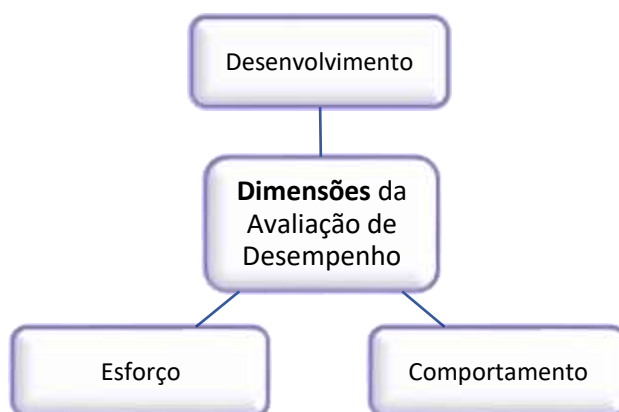 Desenvolvimento
Dimensões da
Avaliação de
Desempenho
Esforço
Comportamento